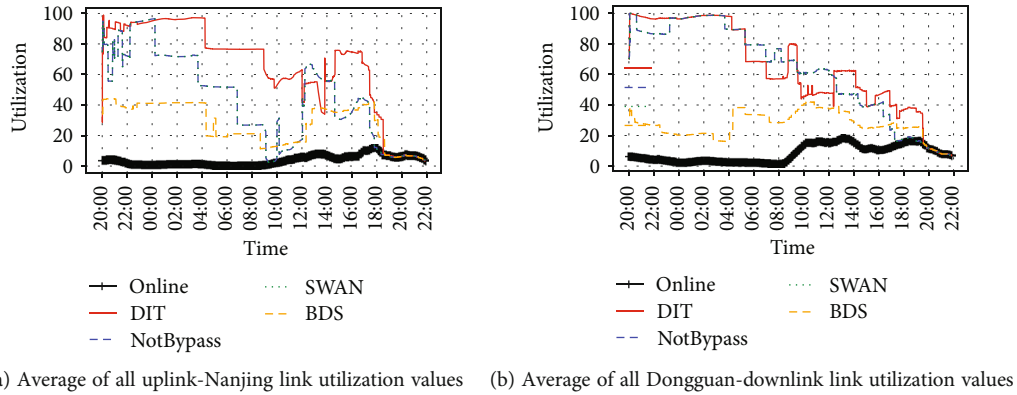 100
80
60
40
20
0
Utilization
20:00
22:00
00:00
02:00
04:00
06:00
08:00
10:00
12:00
14:00
16:00
18:00
20:00
22:00
Time
Online
DIT
NotBypass
SWAN
BDS
a) Average of all uplink-Nanjing link utilization values
100
80
60
40
20
0
Utilization
20:00
22:00
00:00
02:00
04:00
06:00
08:00
10:00
12:00
14:00
16:00
18:00
20:00
22:00
Time
Online
DIT
NotBypass
SWAN
BDS
(b) Average of all Dongguan-downlink link utilization values